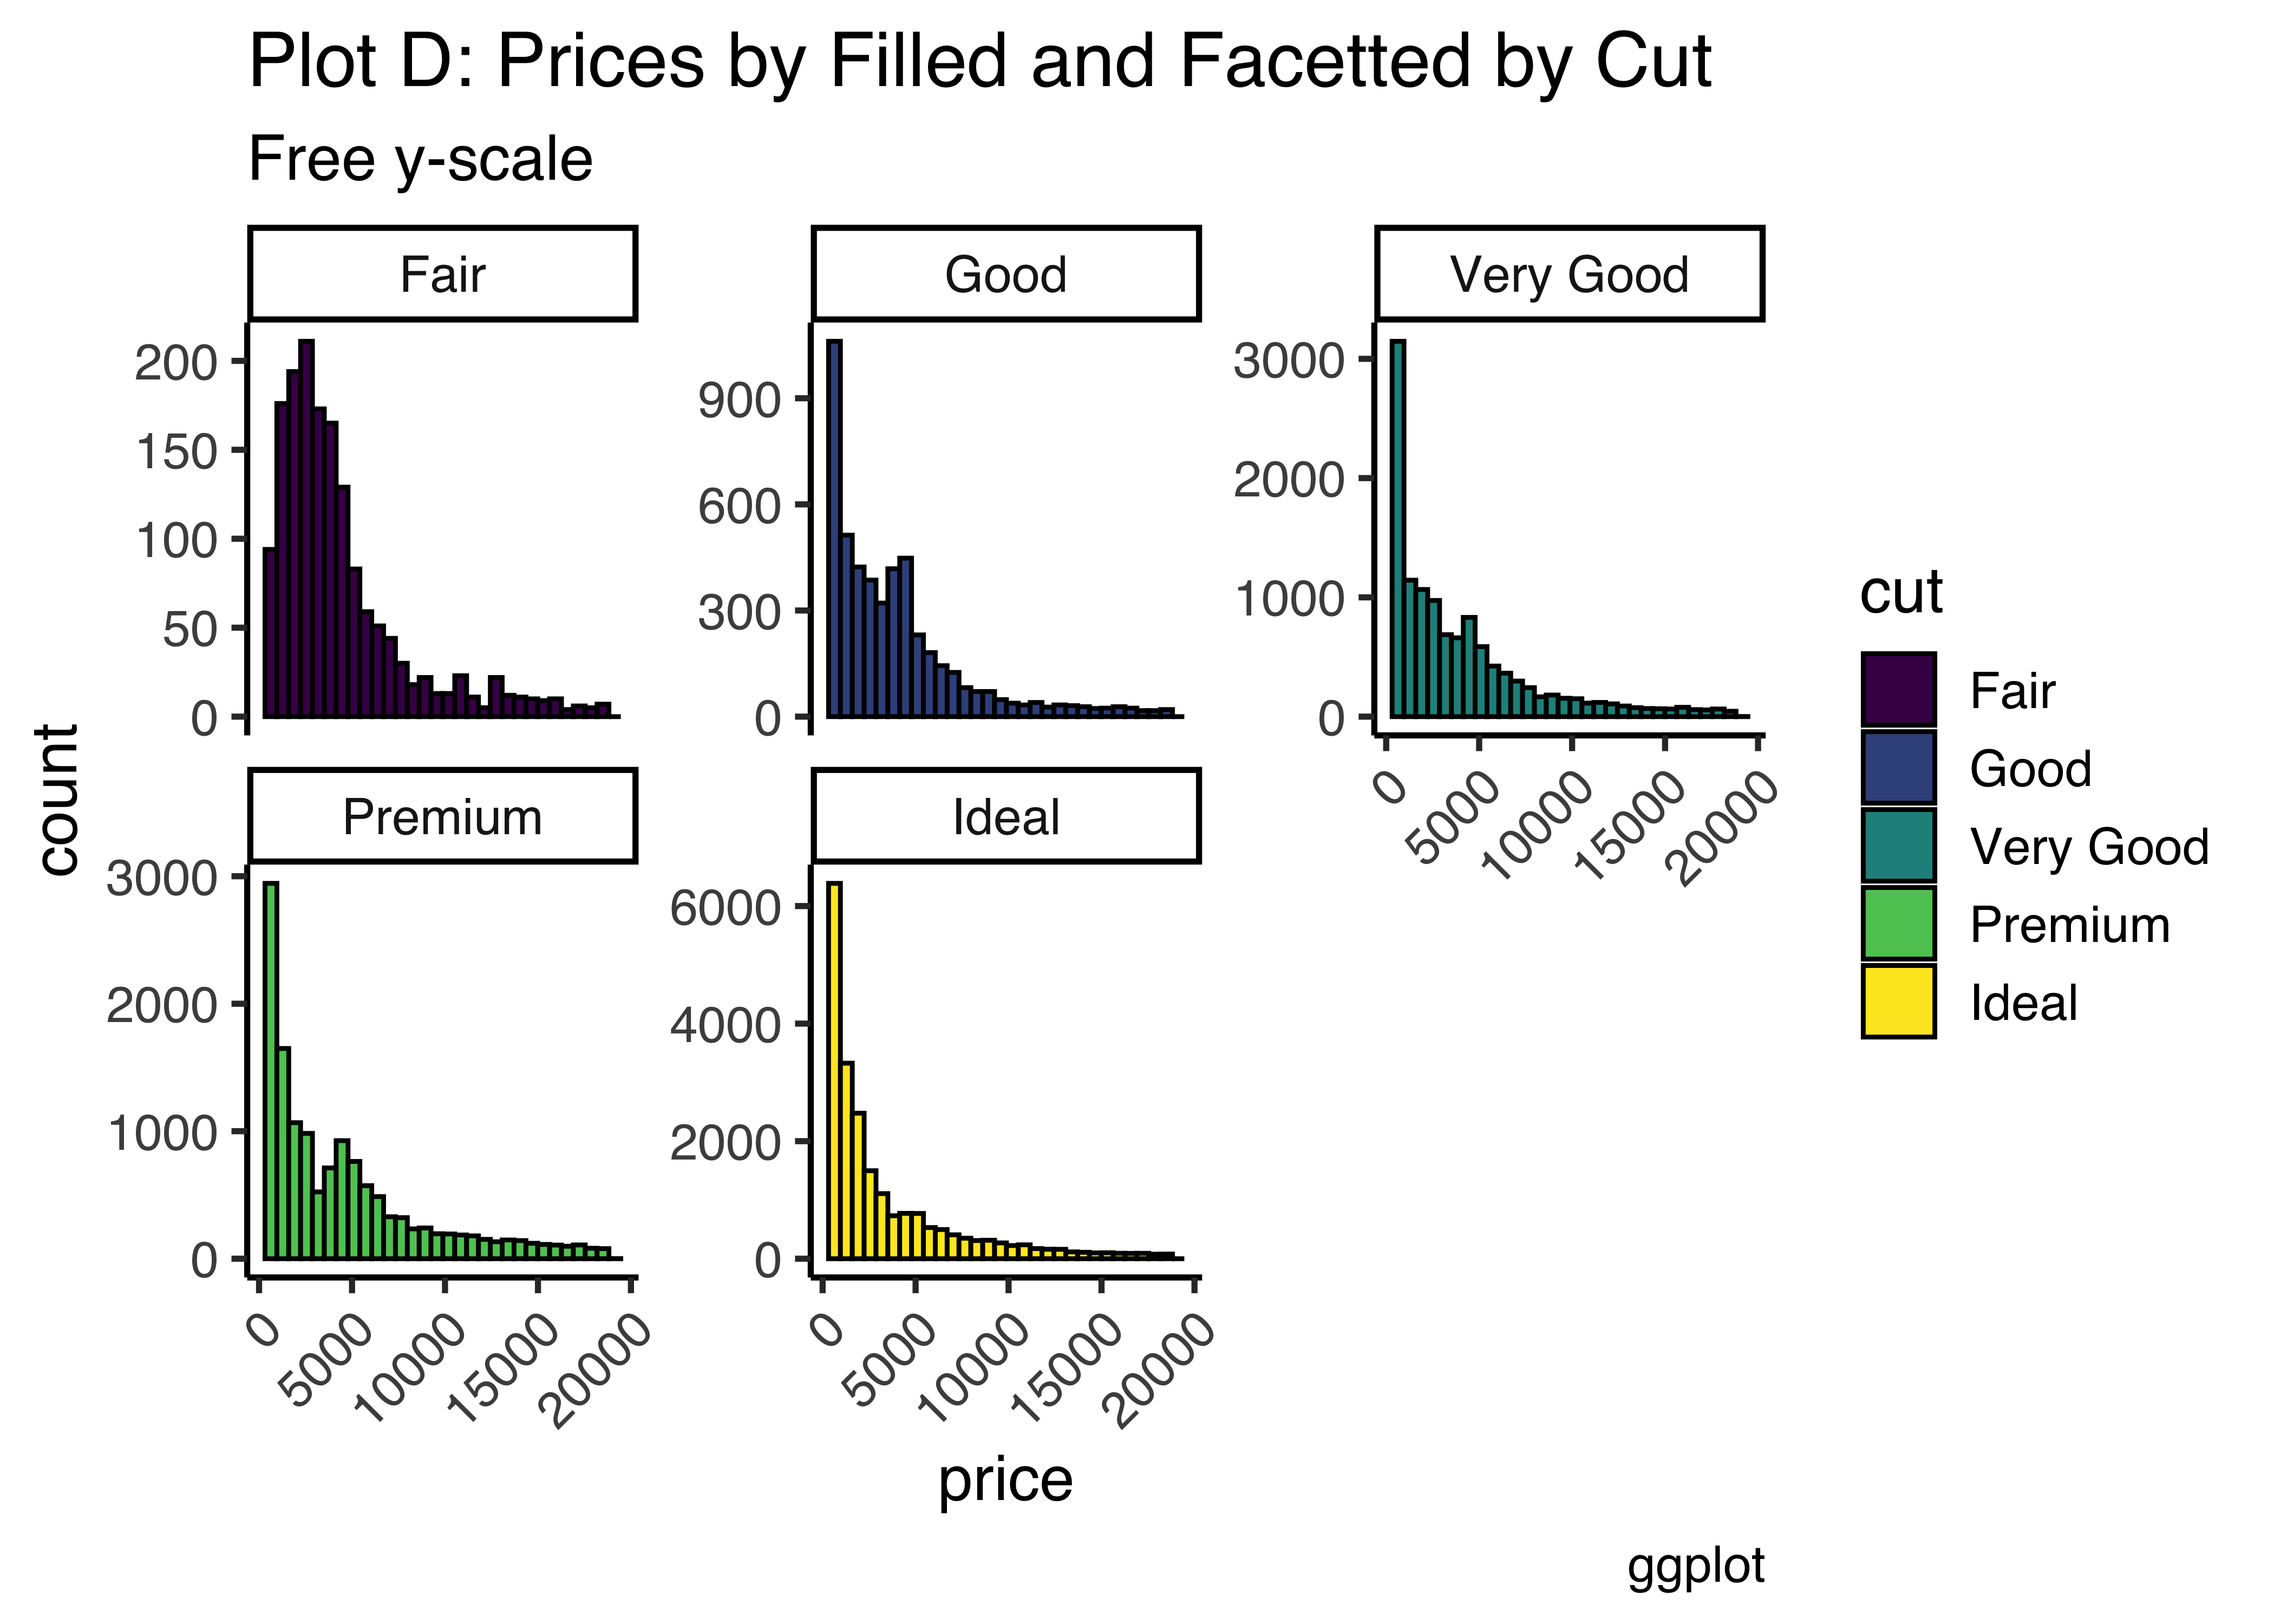 Plot D: Prices by Filled and Facetted by Cut
Free y-scale
Fair
Good
Very Good
200
150
100
50
0
900
600
300
0
3000
2000
1000
0
0
5000
10000
15000
20000
count
Premium
Ideal
3000
2000
1000
0
6000
4000
2000
0
0
5000
10000
15000
20000
0
5000
10000
15000
20000
price
cut
Fair
Good
Very Good
Premium
Ideal
ggplot